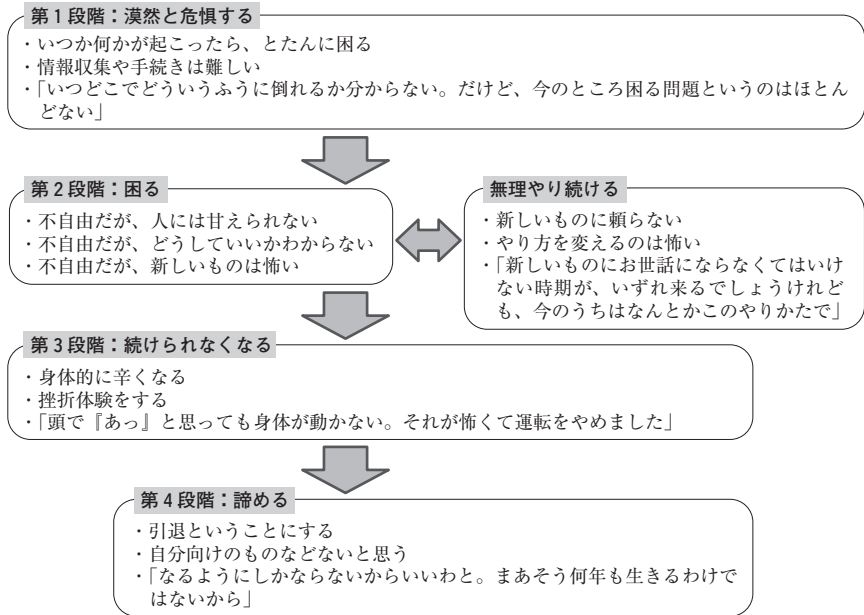 第1段階：漠然と危惧する
・いつか何かが起こったら、とたんに困る
・情報収集や手続きは難しい
・「いつどこでどういうふうに倒れるか分からない。だけど、今のところ困る問題というのはほとん
どない」
第2段階：困る
・不自由だが、人には甘えられない
・不自由だが、どうしていいかわからない
・不自由だが、新しいものは怖い
無理やり続ける
・新しいものに頼らない
・やり方を変えるのは怖い
・「新しいものにお世話にならなくてはいけ
ない時期が、いずれ来るでしょうけれど
も、今のうちはなんとかこのやりかたで」
第3段階：続けられなくなる
・身体的に辛くなる
・挫折体験をする
・「頭で『あっ』と思っても身体が動かない。それが怖くて運転をやめました」
第4段階：諦める
・引退ということにする
・自分向けのものなどないと思う
・「なるようにしかならないからいいわと。まあそう何年も生きるわけで
はないから」